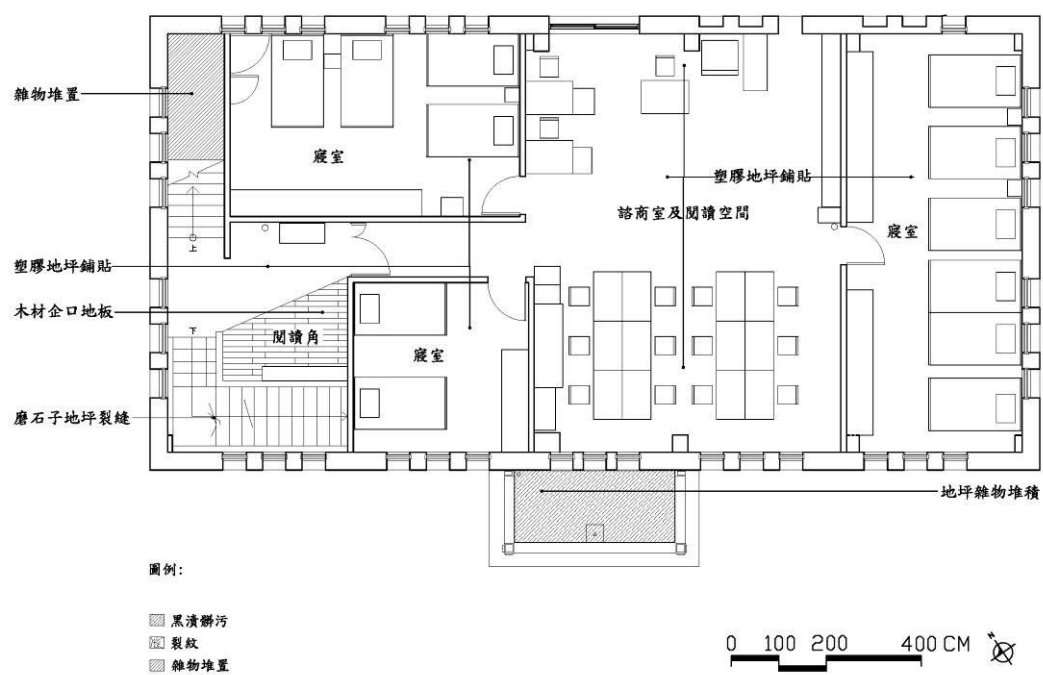 雜物堆置
寢室
塑膠地坪鋪貼
諮商室及閱讀空間
寢室
上
塑膠地坪鋪貼
木材企口地板
下
閱讀角
寢室
磨石子地坪裂縫
地坪雜物堆積
圖例:
黑漬髒污
裂紋
雜物堆置
0 100 200 400 CM
N